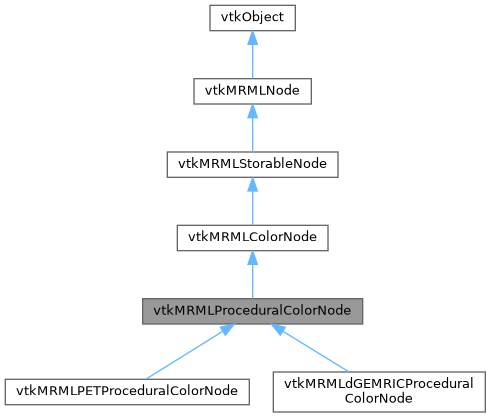 vtkObject
vtkMRMLNode
vtkMRMLStorableNode
vtkMRMLColorNode
vtkMRMLProceduralColorNode
vtkMRMLPETProceduralColorNode
vtkMRMLdGEMRICProcedural
ColorNode